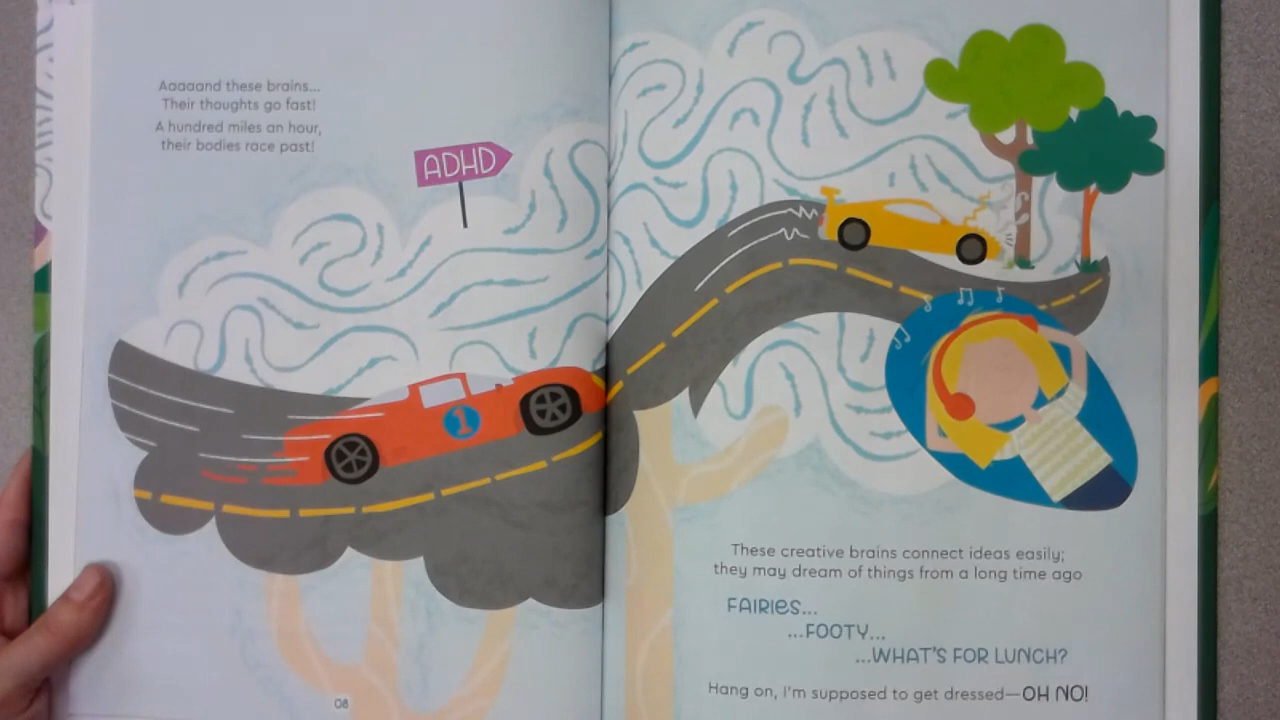 Aaaaand these brains...
Their thoughts go fast!
A hundred miles an hour,
their bodies race past!
ADHD
1
These creative brains connect ideas easily;
they may dream of things from a long time ago
FAIRIES...
...FOOTY...
...WHAT'S FOR LUNCH?
Hang on, I'm supposed to get dressed—OH NO!
08